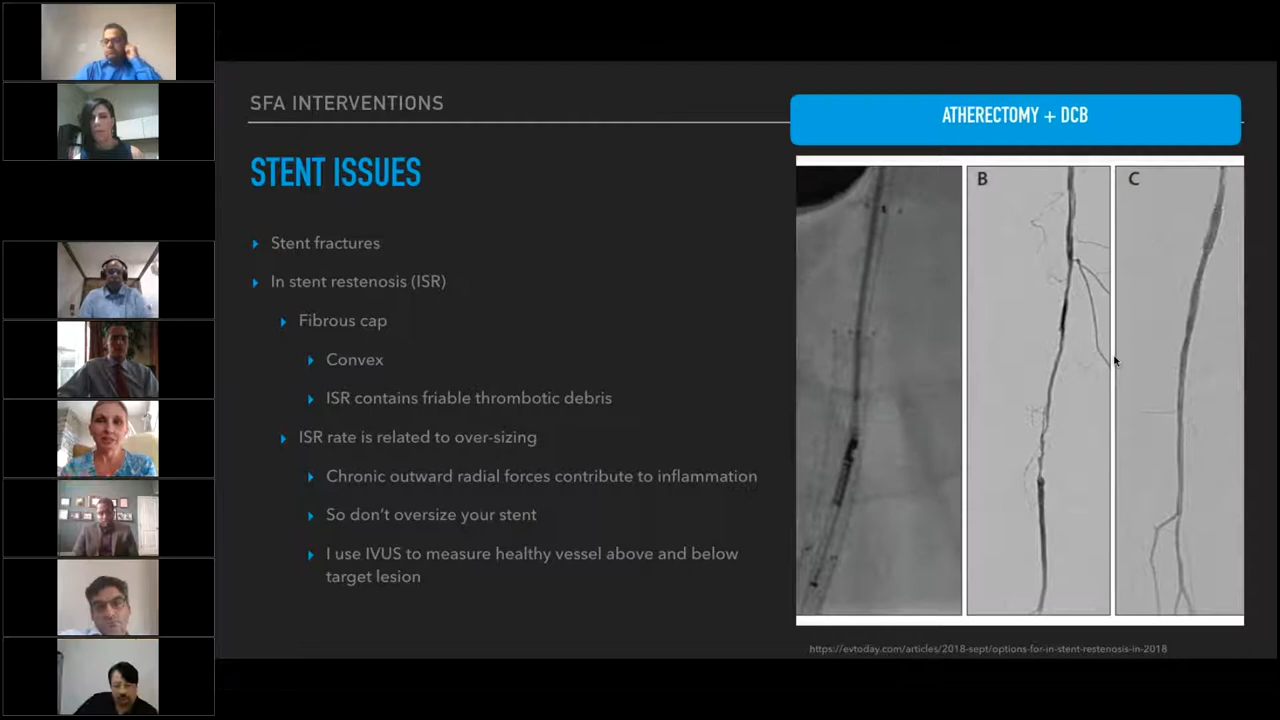 SFA INTERVENTIONS
ATHERECTOMY + DCB
STENT ISSUES
Stent fractures
In stent restenosis (ISR)
Fibrous cap
Convex
ISR contains friable thrombotic debris
ISR rate is related to over-sizing
Chronic outward radial forces contribute to inflammation
So don't oversize your stent
I use IVUS to measure healthy vessel above and below
target lesion
B
C
https://evtoday.com/articles/2018-sept/options-for-in-stent-restenosis-in-2018